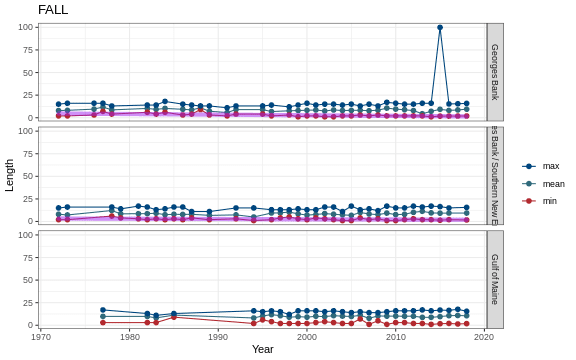 FALL
100
75
50
25
0
Georges Bank
100
75
50
25
0
es Bank / Southern New E
100
75
50
25
0
Gulf of Maine
1970 1980 1990 2000 2010 2020
Year
Length
max
mean
min